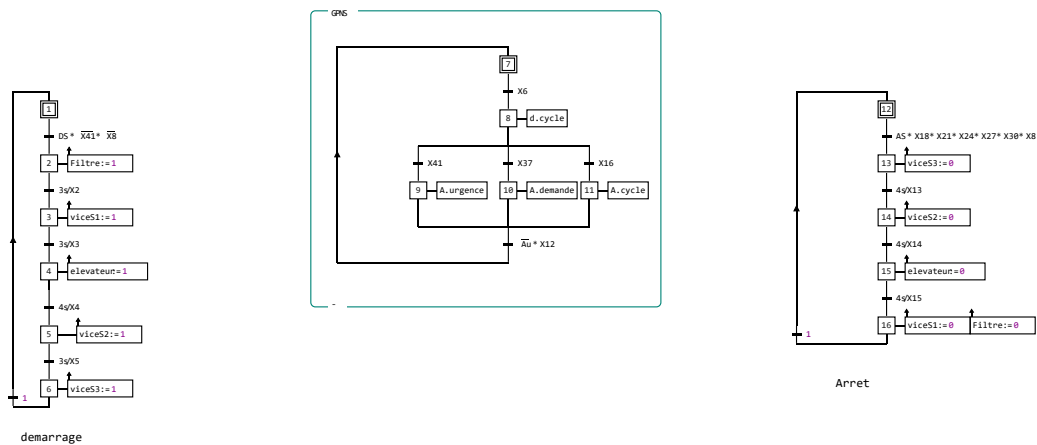 GPNS
7
X6
8 d.cycle
X41 X37 X16
9 A.urgence 10 A.demande 11 A.cycle
Au * X12
-
1
DS * X41 * X8
2 Filtre:=1
3s/X2
3 viceS1:=1
3s/X3
4 elevateur:=1
4s/X4
5 viceS2:=1
3s/X5
6 viceS3:=1
1
demarrage
12
AS * X18 * X21 * X24 * X27 * X30 * X8
13 viceS3:=0
4s/X13
14 viceS2:=0
4s/X14
15 elevateur:=0
4s/X15
16 viceS1:=0 Filtre:=0
1
Arret